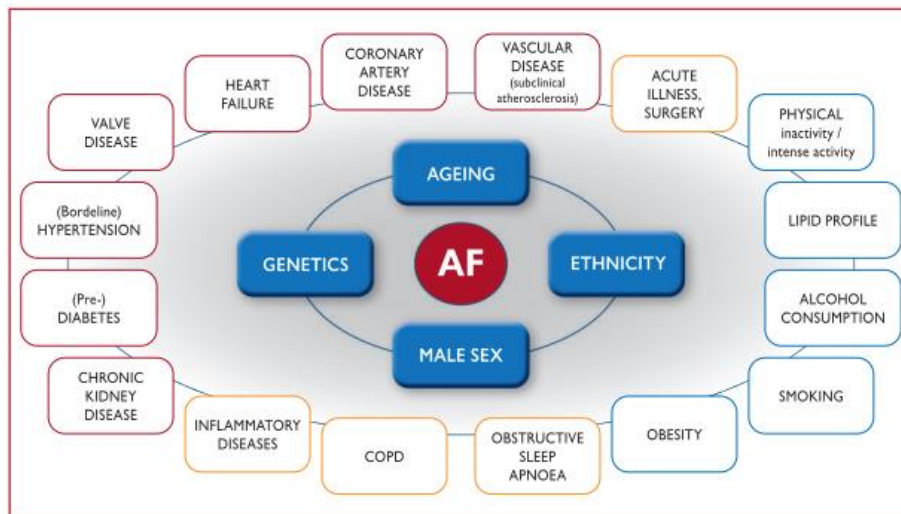 CORONARY
ARTERY
DISEASE
VASCULAR
DISEASE
(subclinical
atherosclerosis)
HEART
FAILURE
ACUTE
ILLNESS,
SURGERY
VALVE
DISEASE
PHYSICAL
inactivity /
intense activity
(Bordeline)
HYPERTENSION
LIPID PROFILE
(Pre-)
DIABETES
ALCOHOL
CONSUMPTION
CHRONIC
KIDNEY
DISEASE
SMOKING
INFLAMMATORY
DISEASES
COPD
OBSTRUCTIVE
SLEEP
APNOEA
OBESITY
AGEING
GENETICS
AF
ETHNICITY
MALE SEX